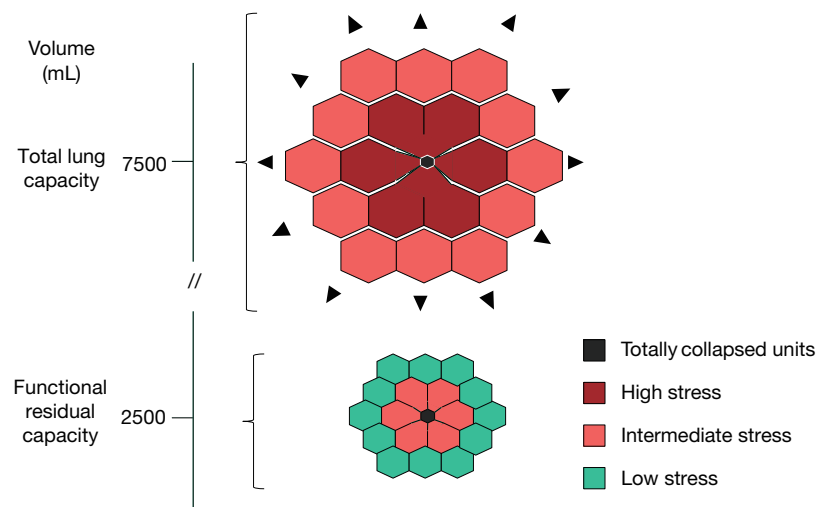 Volume
(mL)
Total lung
capacity
7500
//
Functional
residual
capacity
2500
Totally collapsed units
High stress
Intermediate stress
Low stress